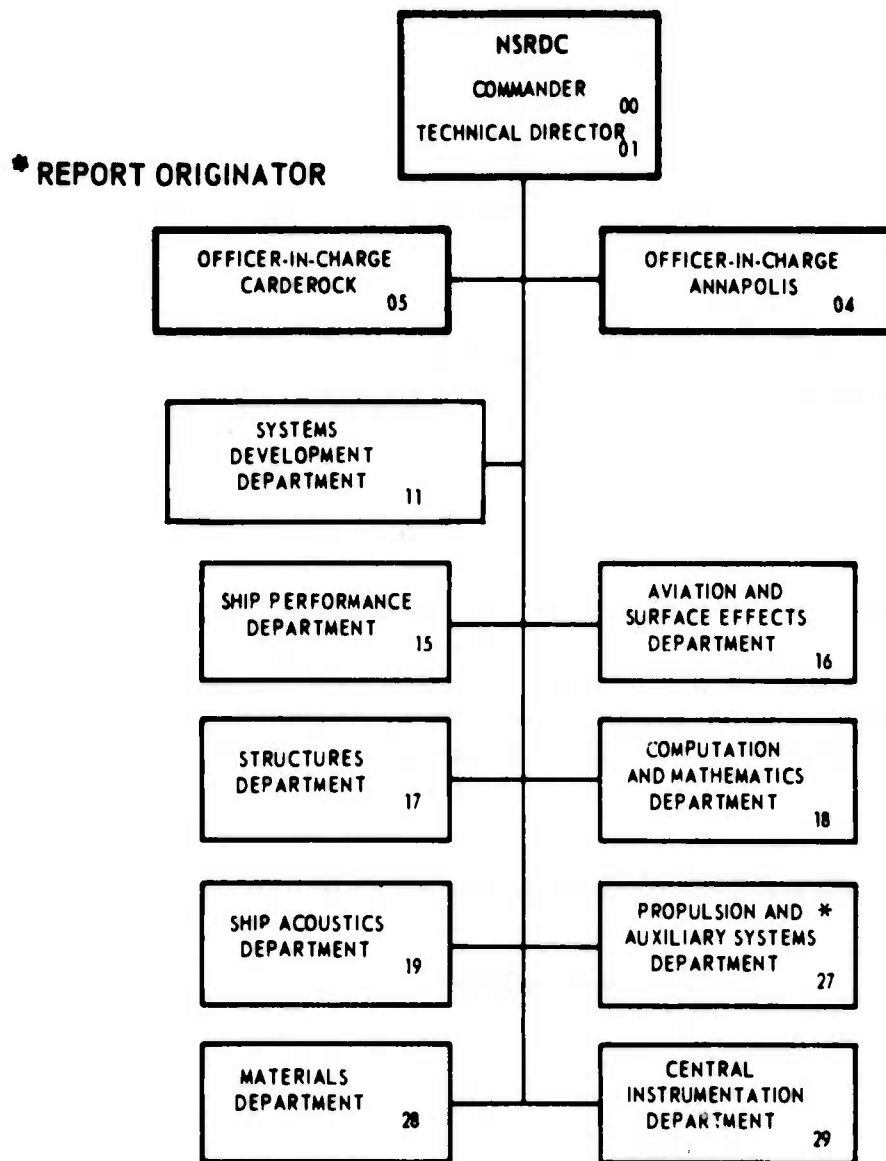 NSRDC
COMMANDER
00
TECHNICAL DIRECTOR
01
* REPORT ORIGINATOR
OFFICER-IN-CHARGE
CARDEROCK
05
OFFICER-IN-CHARGE
ANNAPOLIS
04
SYSTEMS
DEVELOPMENT
DEPARTMENT
11
SHIP PERFORMANCE
DEPARTMENT
15
AVIATION AND
SURFACE EFFECTS
DEPARTMENT
16
STRUCTURES
DEPARTMENT
17
COMPUTATION
AND MATHEMATICS
DEPARTMENT
18
SHIP ACOUSTICS
DEPARTMENT
19
PROPULSION AND *
AUXILIARY SYSTEMS
DEPARTMENT
27
MATERIALS
DEPARTMENT
28
CENTRAL
INSTRUMENTATION
DEPARTMENT
29